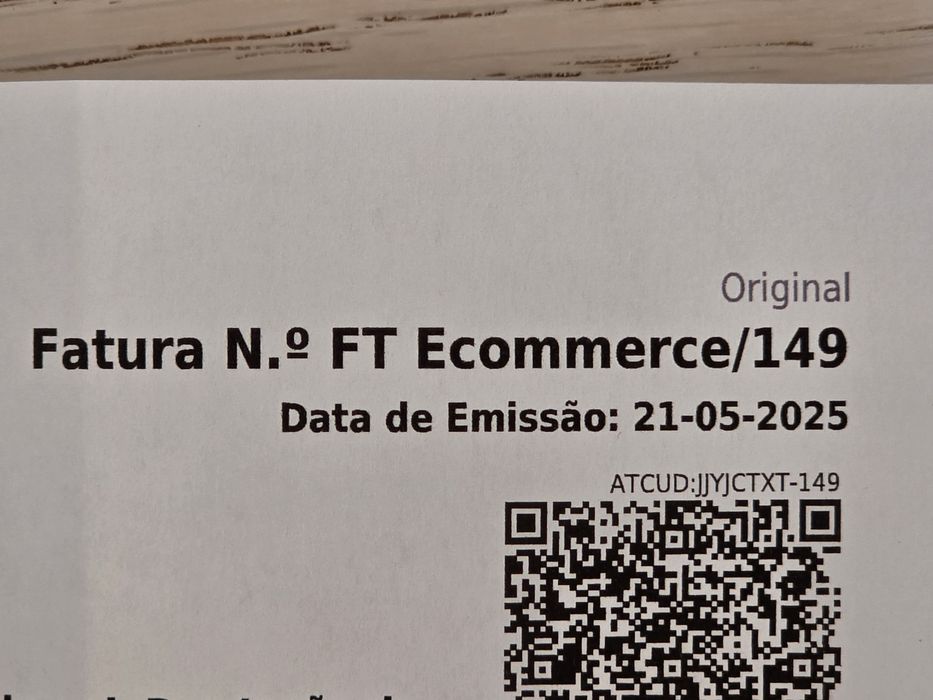 Original
Fatura N.º FT Ecommerce/149
Data de Emissão: 21-05-2025
ATCUD:JJYJCTXT-149